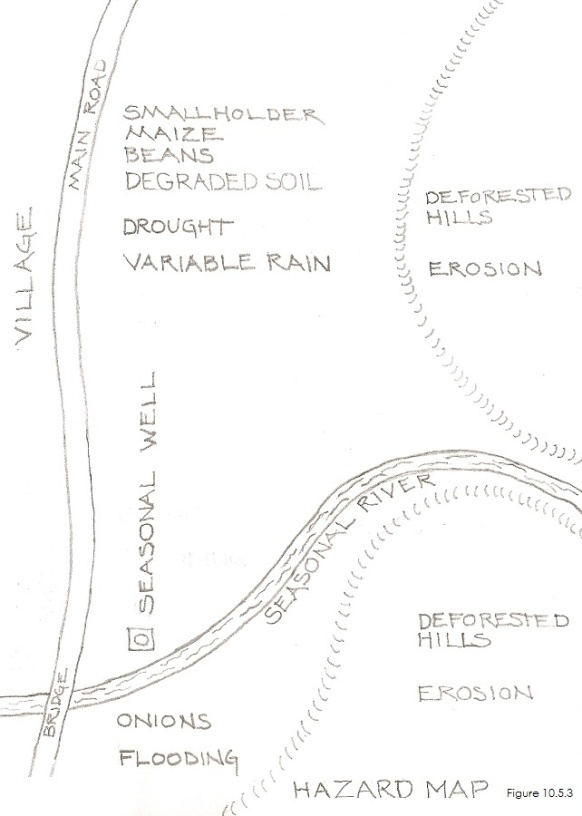 MAIN ROAD
SMALLHOLDER
MAIZE
BEANS
DEGRADED SOIL
DROUGHT
VARIABLE RAIN
VILLAGE
DEFORESTED
HILLS
EROSION
SEASONAL WELL
SEASONAL RIVER
DEFORESTED
HILLS
EROSION
BRIDGE
ONIONS
FLOODING
HAZARD MAP
Figure 10.5.3